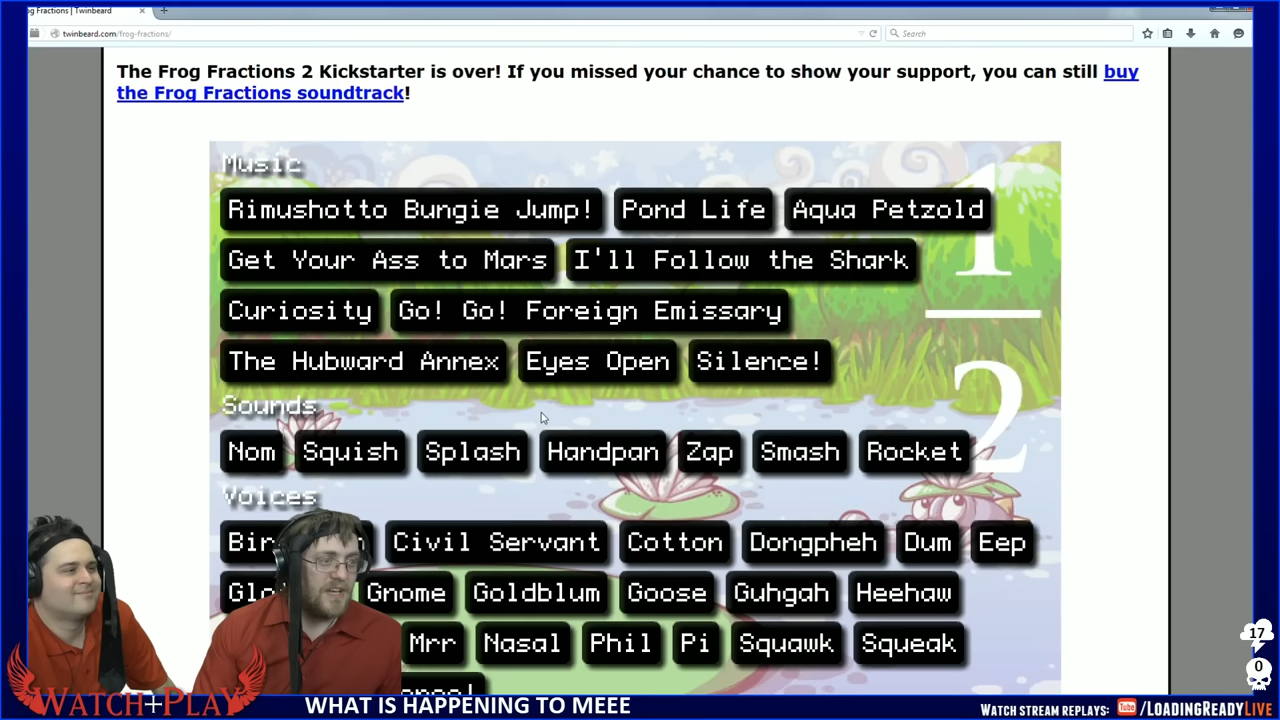 Frog Fractions | Twinbeard
twinbeard.com/frog-fractions/
Search
The Frog Fractions 2 Kickstarter is over! If you missed your chance to show your support, you can still buy
the Frog Fractions soundtrack!
Music
Rimushotto Bungie Jump! Pond Life Aqua Petzold
Get Your Ass to Mars I'll Follow the Shark
Curiosity Go! Go! Foreign Emissary
The Hubward Annex Eyes Open Silence!
1
2
Sounds
Nom Squish Splash Handpan Zap Smash Rocket
Voices
Civil Servant Cotton Dongpheh Dum Eep
Gnome Goldblum Goose Guhgah Heehaw
Mrr Nasal Phil Pi Squawk Squeak
17
0
WATCH+PLAY
WHAT IS HAPPENING TO MEEE
WATCH STREAM REPLAYS: You Tube /LOADINGREADYLIVE